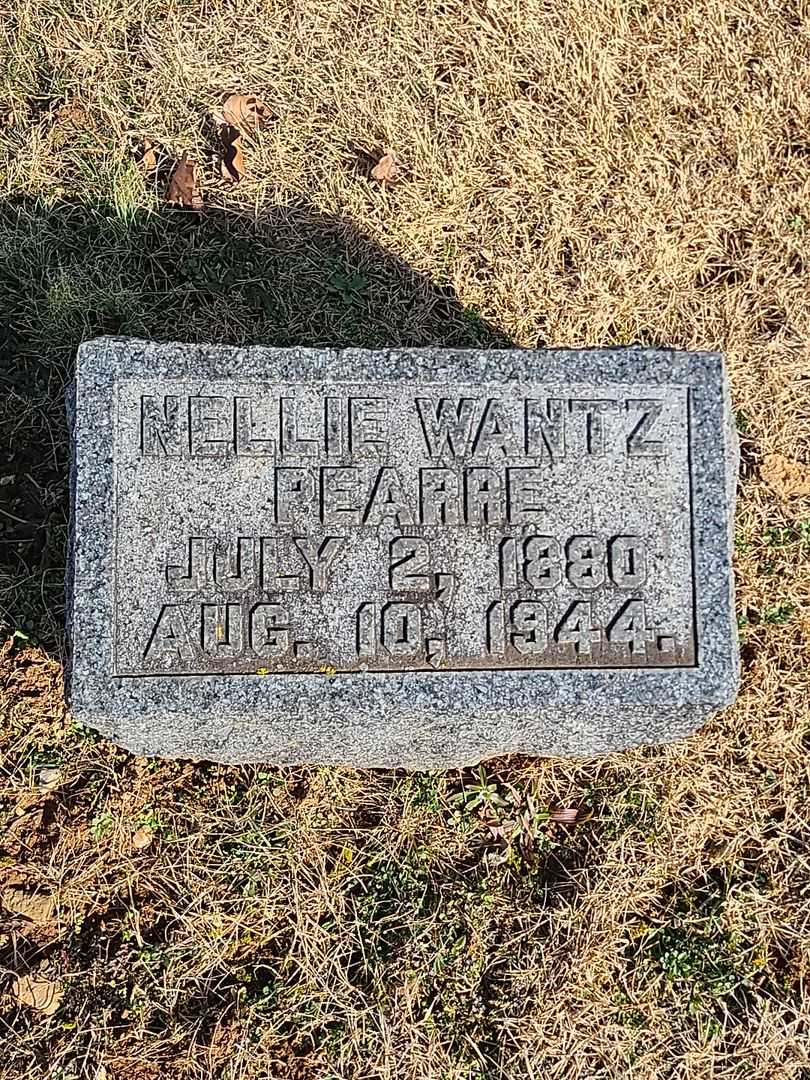 NELLIE WANTZ
PEARRE
JULY 2, 1880
AUG. 10, 1944.